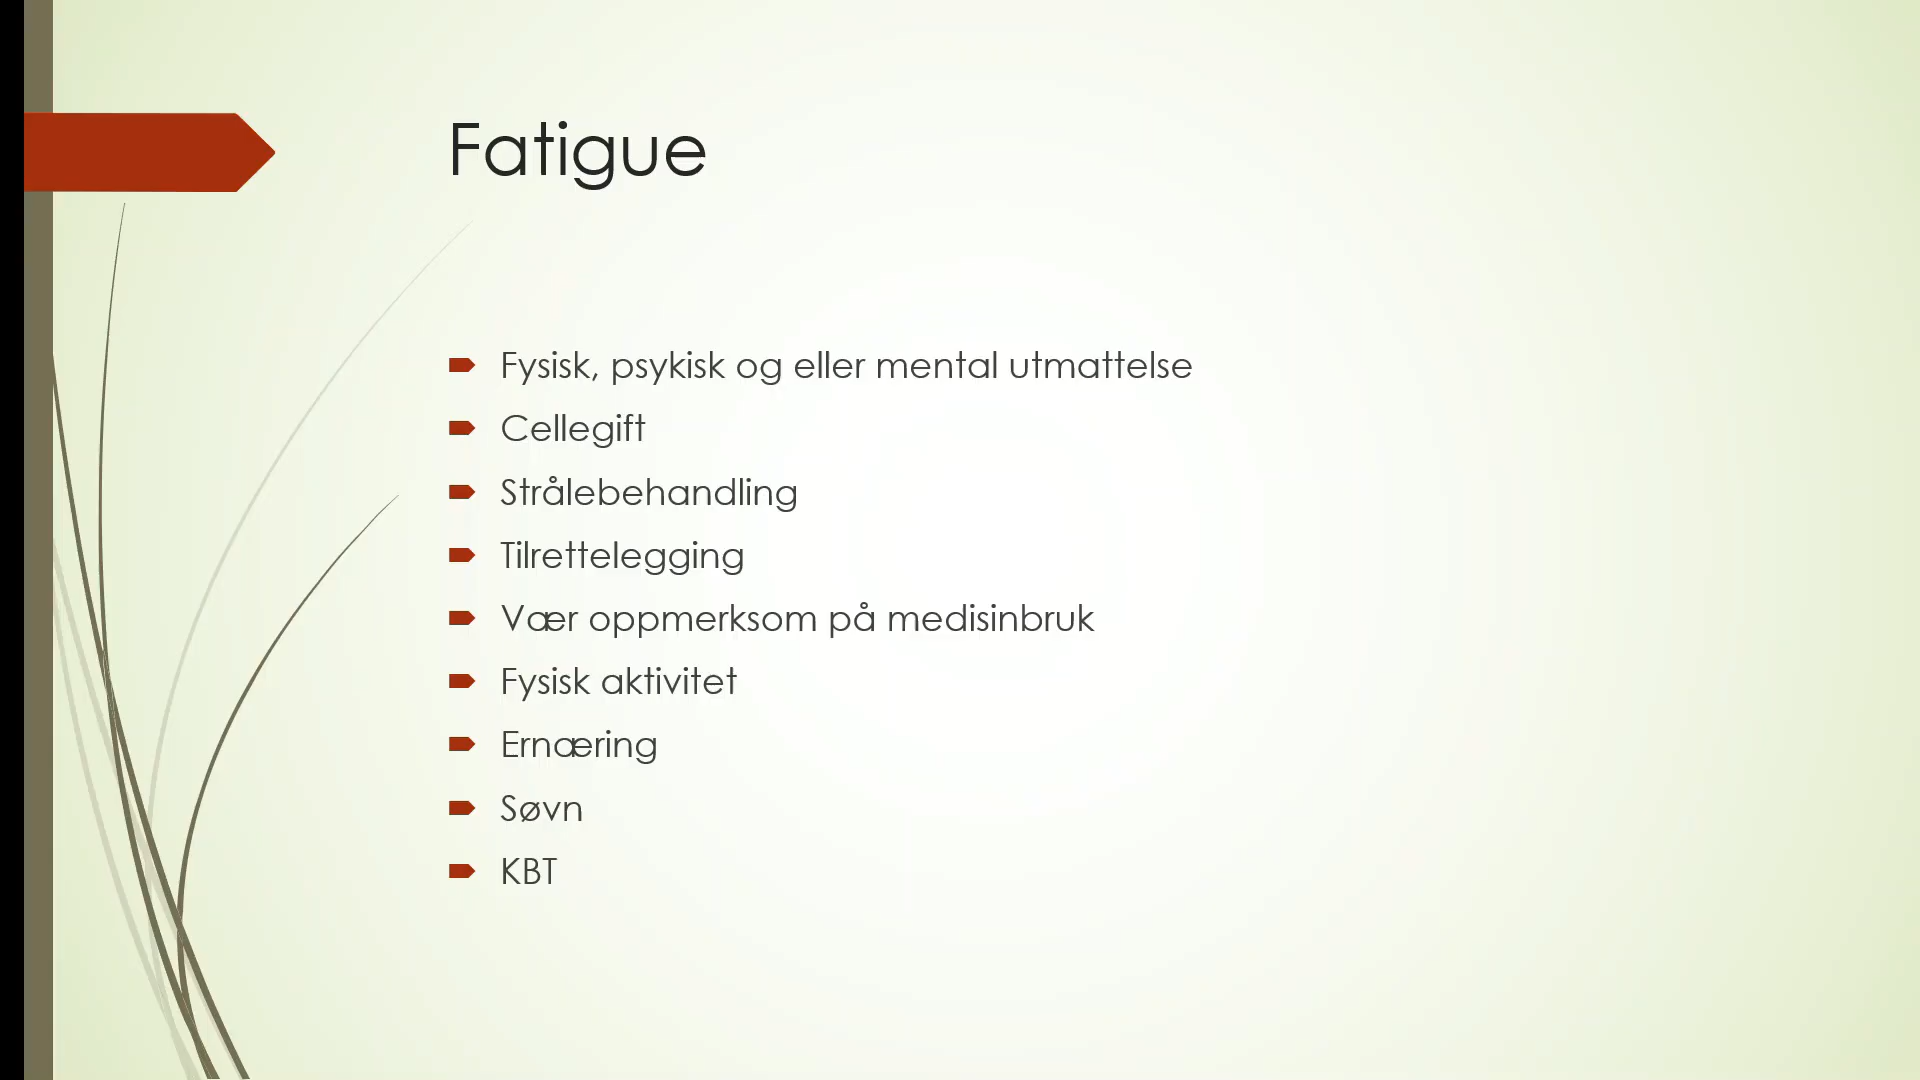 Fatigue
Fysisk, psykisk og eller mental utmattelse
Cellegift
Strålebehandling
Tilrettelegging
Vær oppmerksom på medisinbruk
Fysisk aktivitet
Ernæring
Søvn
KBT